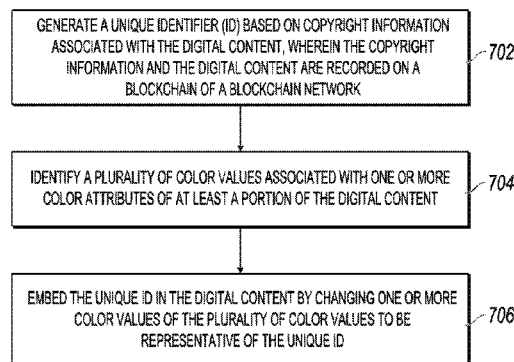 GENERATE A UNIQUE IDENTIFIER (ID) BASED ON COPYRIGHT INFORMATION
ASSOCIATED WITH THE DIGITAL CONTENT, WHEREIN THE COPYRIGHT
INFORMATION AND THE DIGITAL CONTENT ARE RECORDED ON A
BLOCKCHAIN OF A BLOCKCHAIN NETWORK
702
IDENTIFY A PLURALITY OF COLOR VALUES ASSOCIATED WITH ONE OR MORE
COLOR ATTRIBUTES OF AT LEAST A PORTION OF THE DIGITAL CONTENT
704
EMBED THE UNIQUE ID IN THE DIGITAL CONTENT BY CHANGING ONE OR MORE
COLOR VALUES OF THE PLURALITY OF COLOR VALUES TO BE
REPRESENTATIVE OF THE UNIQUE ID
706